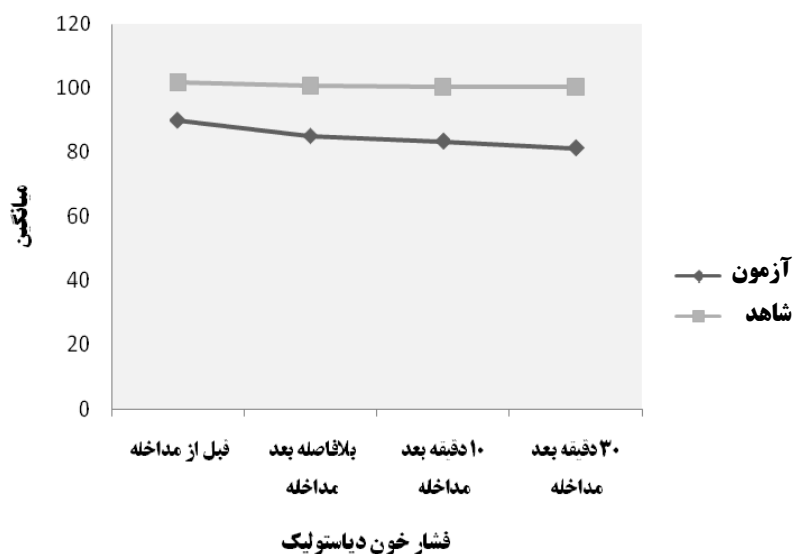 120
100
80
60
40
20
0
میانگین
قبل از مداخله
بلافاصله بعد
مداخله
۱۰ دقیقه بعد
مداخله
۳۰ دقیقه بعد
مداخله
فشار خون دیاستولیک
آزمون
شاهد